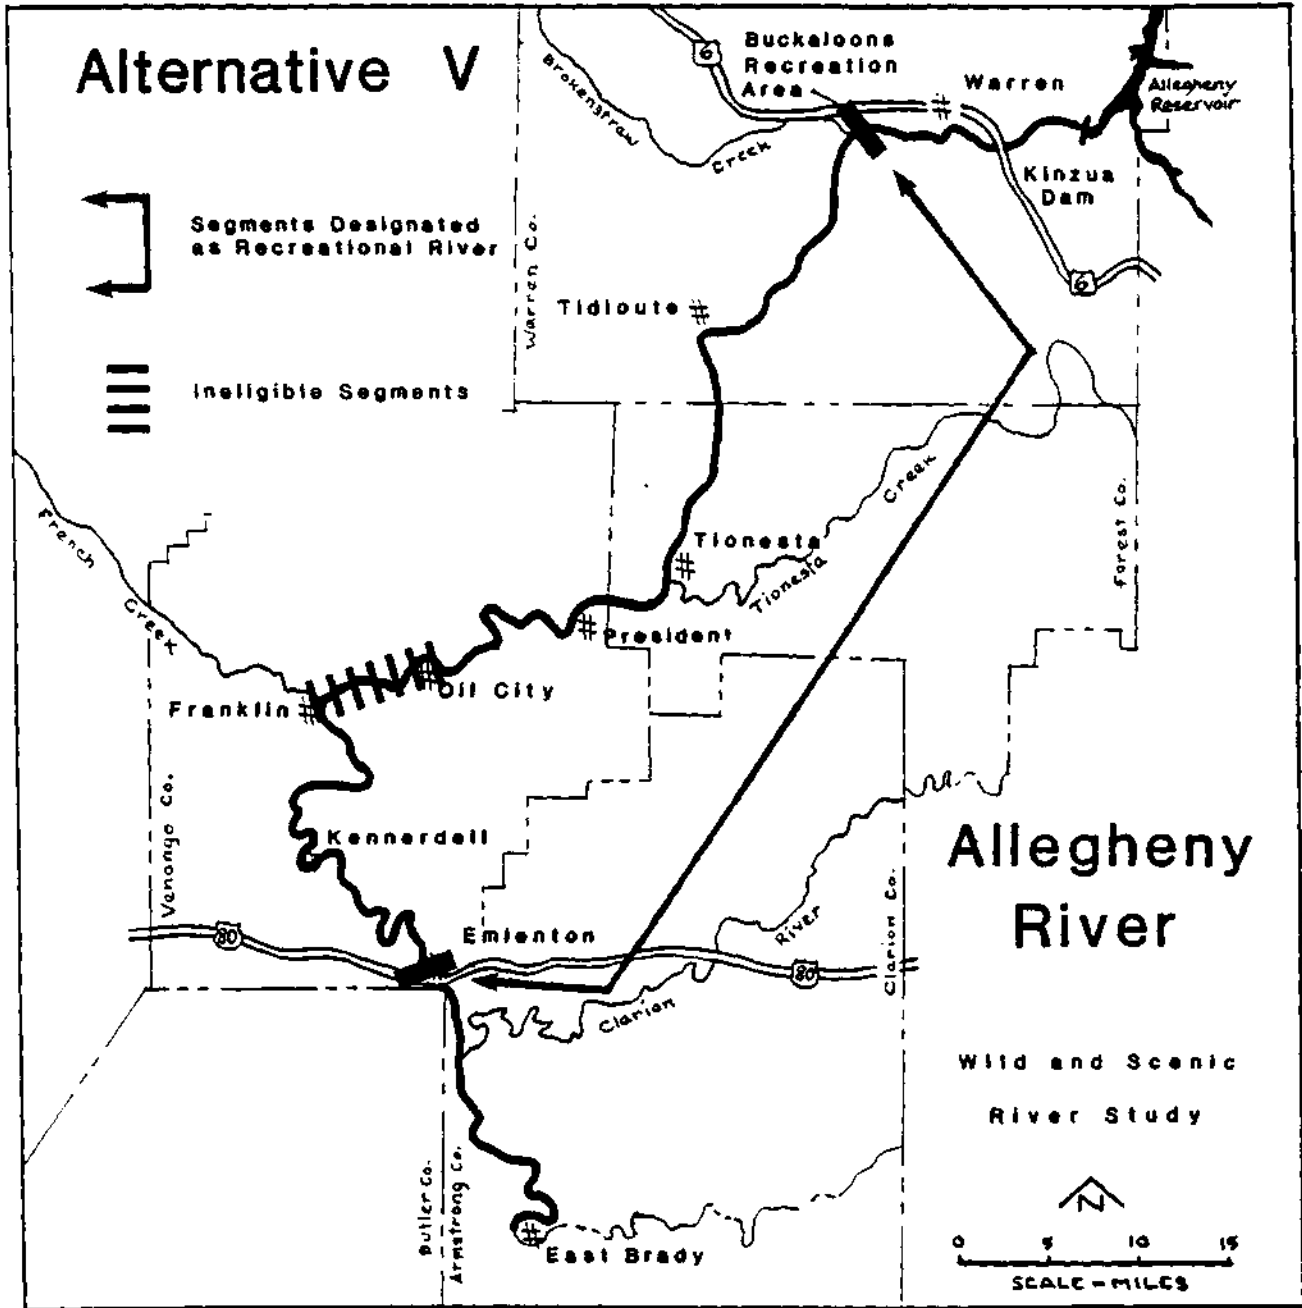 Alternative V
Buckaloons
Recreation
Area
6
Warren
Allegheny
Reservoir
Brokenstraw
Creek
Kinzua
Dam
6
Segments Designated
as Recreational River
Warren Co.
Tidioute
Ineligible Segments
French
Creek
Tionesta
Creek
Tionesta
Forest Co.
President
Oil City
Franklin
Venango Co.
Kennerdell
Allegheny
River
80
Emlenton
River
Clarion
80
Clarion Co.
Wild and Scenic
River Study
N
0 5 10 15
SCALE - MILES
Butler Co.
Armstrong Co.
East Brady